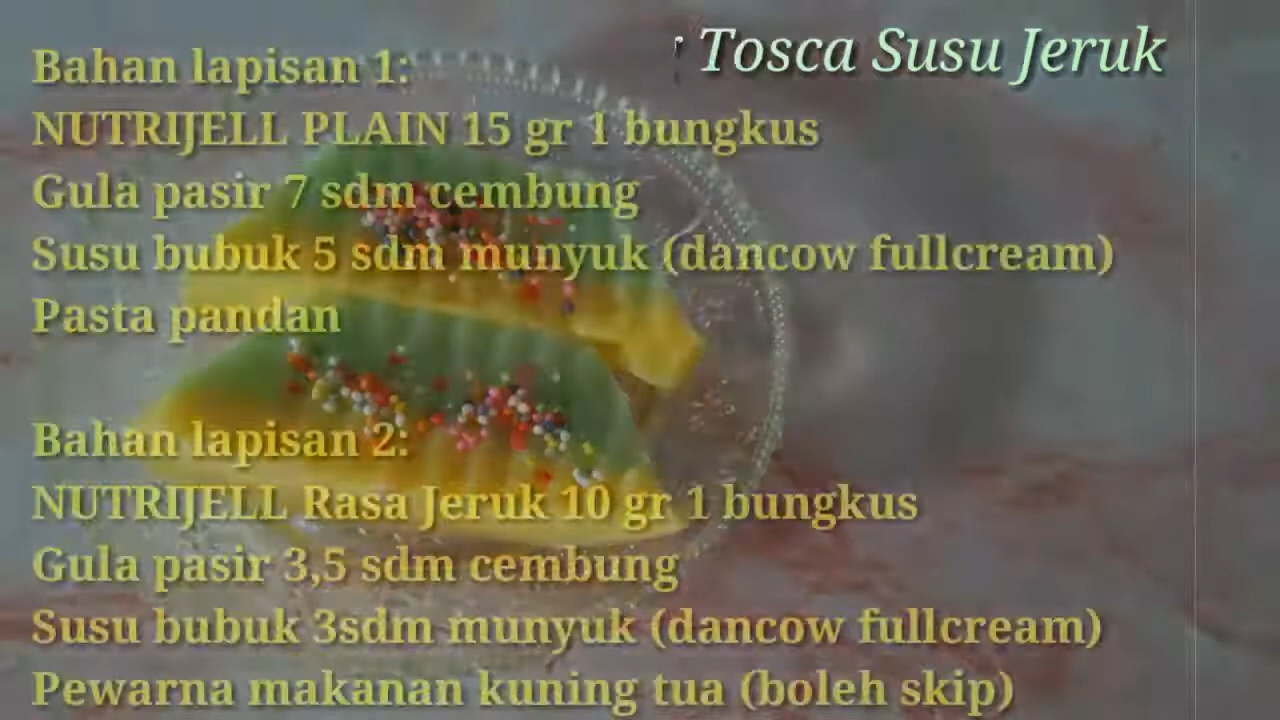 Tosca Susu Jeruk
Bahan lapisan 1:
NUTRIJELL PLAIN 15 gr 1 bungkus
Gula pasir 7 sdm cembung
Susu bubuk 5 sdm munyuk (dancow fullcream)
Pasta pandan
Bahan lapisan 2:
NUTRIJELL Rasa Jeruk 10 gr 1 bungkus
Gula pasir 3,5 sdm cembung
Susu bubuk 3sdm munyuk (dancow fullcream)
Pewarna makanan kuning tua (boleh skip)